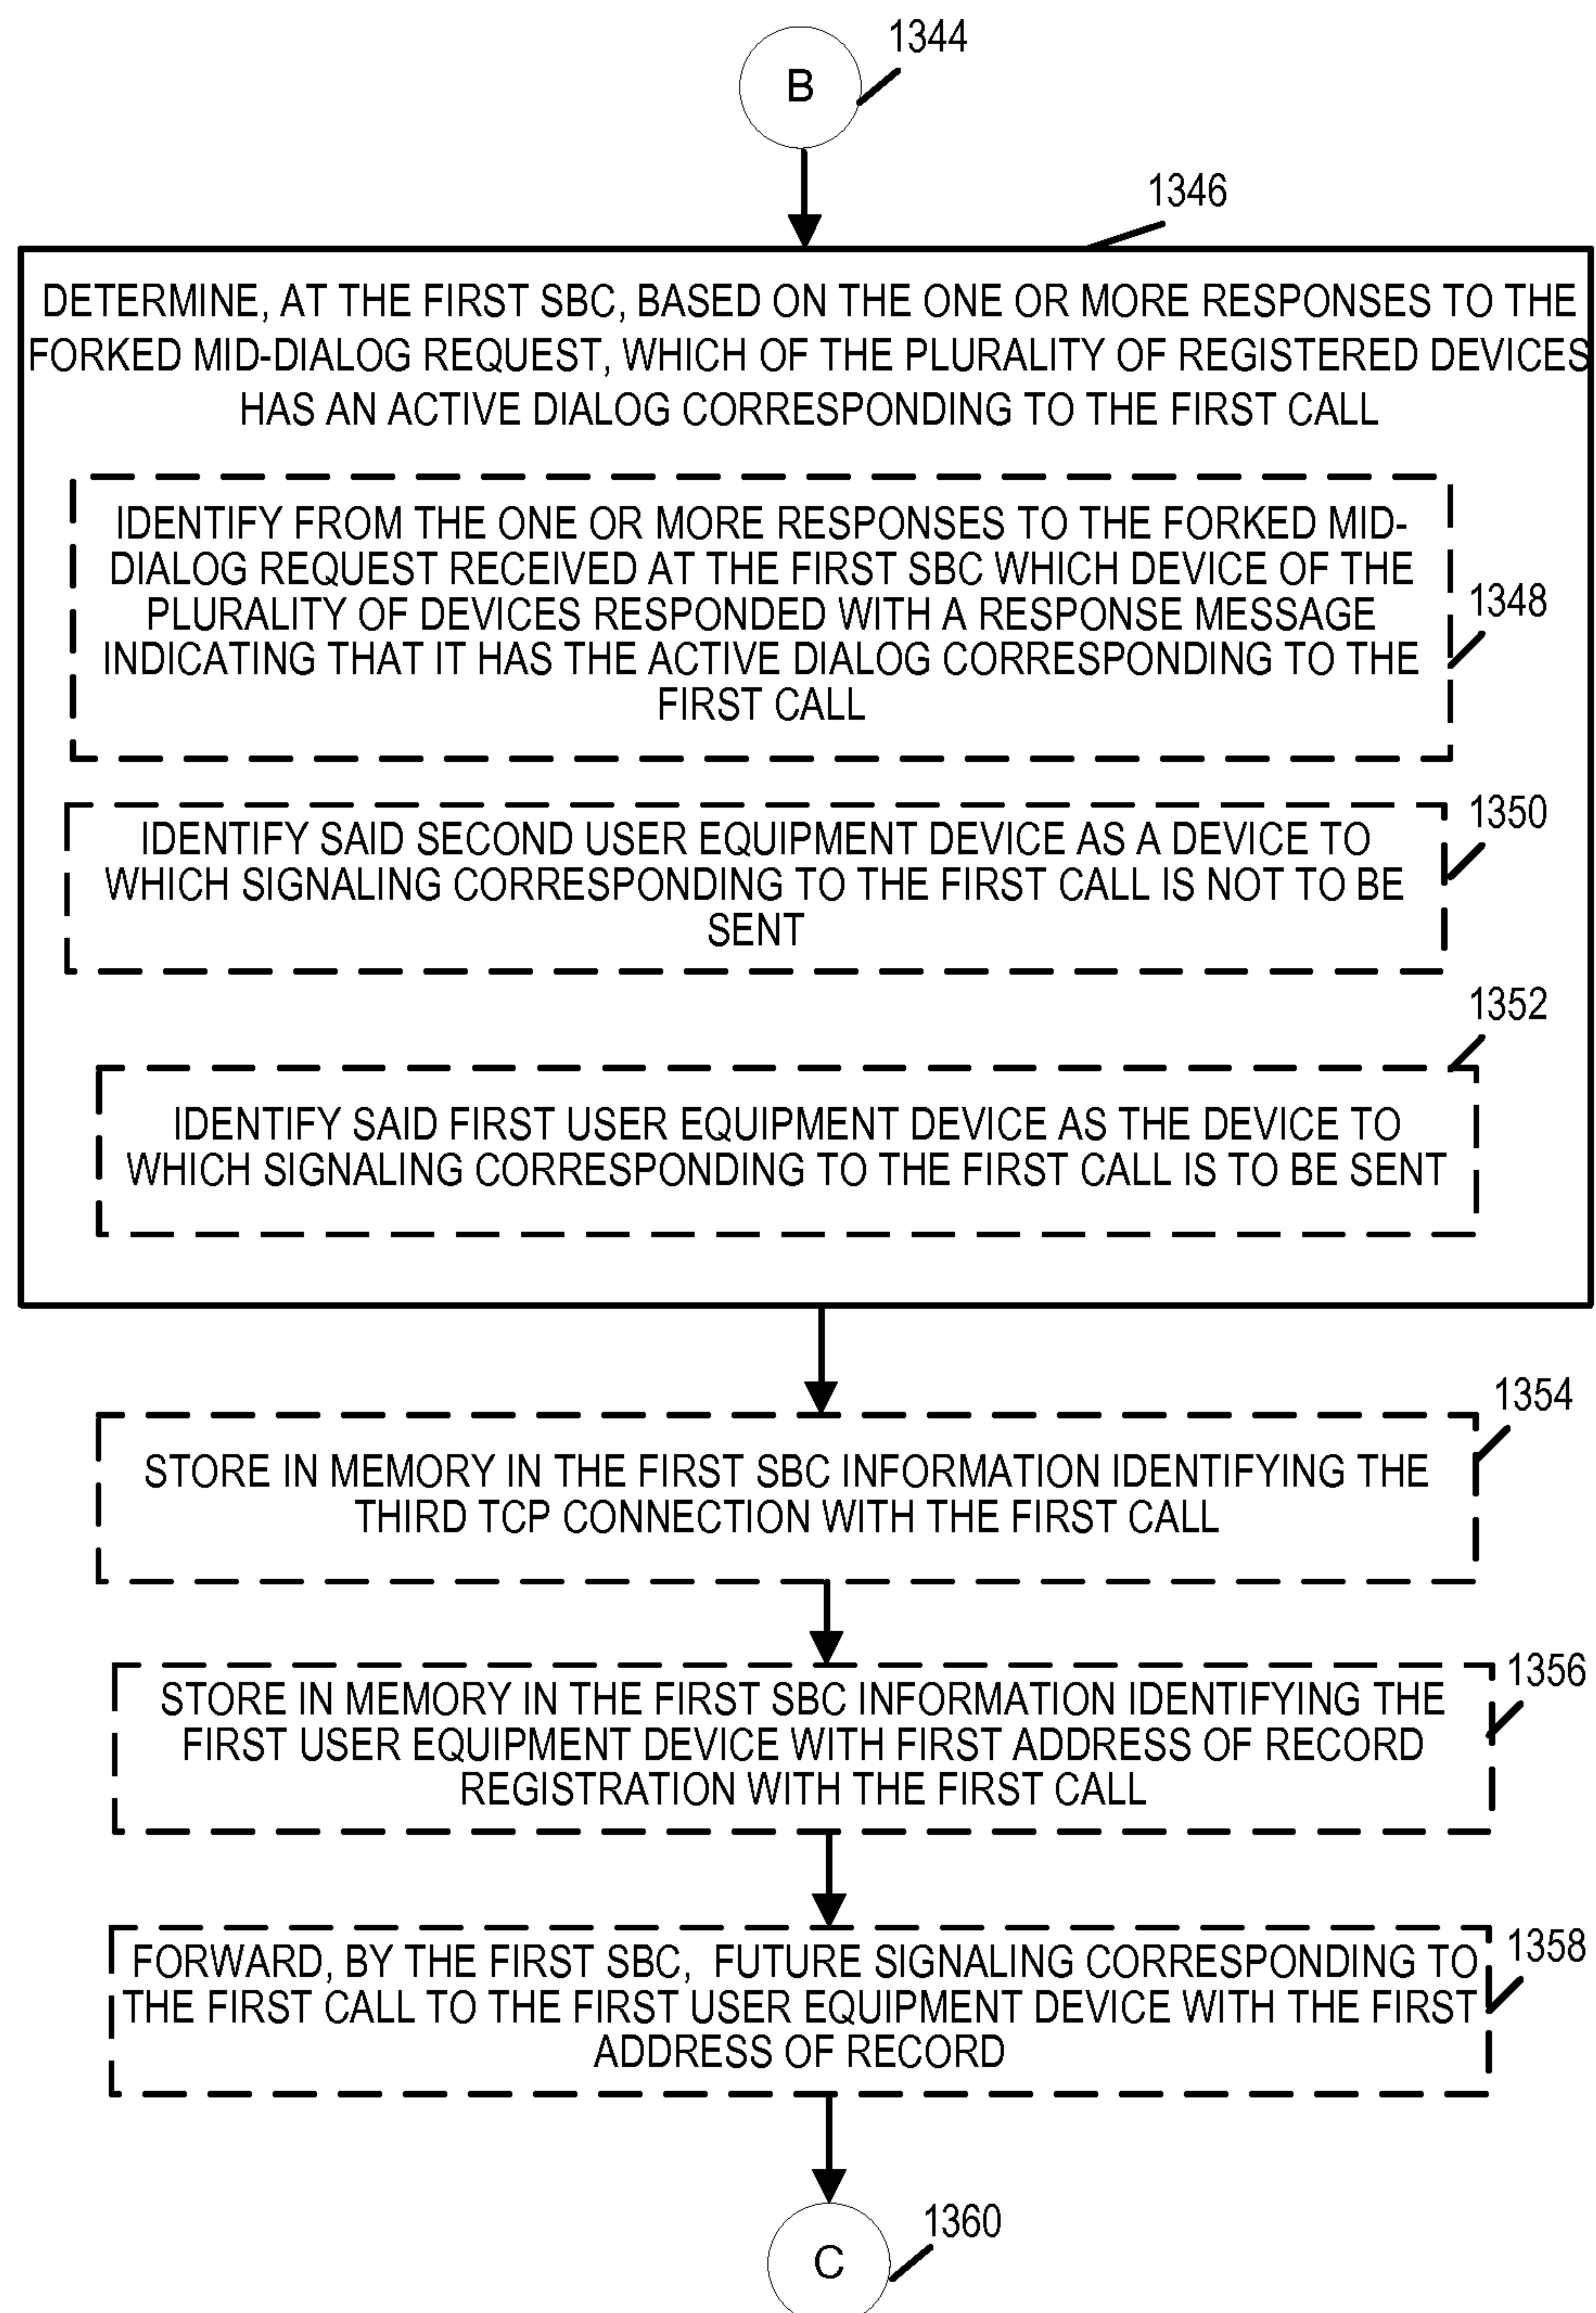 B
1344
1346
DETERMINE, AT THE FIRST SBC, BASED ON THE ONE OR MORE RESPONSES TO THE
FORKED MID-DIALOG REQUEST, WHICH OF THE PLURALITY OF REGISTERED DEVICES
HAS AN ACTIVE DIALOG CORRESPONDING TO THE FIRST CALL
IDENTIFY FROM THE ONE OR MORE RESPONSES TO THE FORKED MID-
DIALOG REQUEST RECEIVED AT THE FIRST SBC WHICH DEVICE OF THE
PLURALITY OF DEVICES RESPONDED WITH A RESPONSE MESSAGE
INDICATING THAT IT HAS THE ACTIVE DIALOG CORRESPONDING TO THE
FIRST CALL
1348
IDENTIFY SAID SECOND USER EQUIPMENT DEVICE AS A DEVICE TO
WHICH SIGNALING CORRESPONDING TO THE FIRST CALL IS NOT TO BE
SENT
1350
1352
IDENTIFY SAID FIRST USER EQUIPMENT DEVICE AS THE DEVICE TO
WHICH SIGNALING CORRESPONDING TO THE FIRST CALL IS TO BE SENT
1354
STORE IN MEMORY IN THE FIRST SBC INFORMATION IDENTIFYING THE
THIRD TCP CONNECTION WITH THE FIRST CALL
1356
STORE IN MEMORY IN THE FIRST SBC INFORMATION IDENTIFYING THE
FIRST USER EQUIPMENT DEVICE WITH FIRST ADDRESS OF RECORD
REGISTRATION WITH THE FIRST CALL
1358
FORWARD, BY THE FIRST SBC, FUTURE SIGNALING CORRESPONDING TO
THE FIRST CALL TO THE FIRST USER EQUIPMENT DEVICE WITH THE FIRST
ADDRESS OF RECORD
1360
C